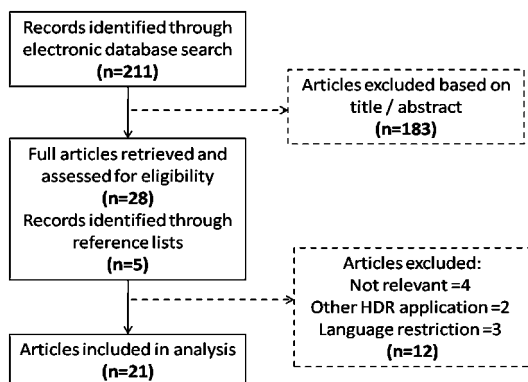 Records identified through
electronic database search
(n=211)
Articles excluded based on
title / abstract
(n=183)
Full articles retrieved and
assessed for eligibility
(n=28)
Records identified through
reference lists
(n=5)
Articles excluded:
Not relevant =4
Other HDR application =2
Language restriction =3
(n=12)
Articles included in analysis
(n=21)